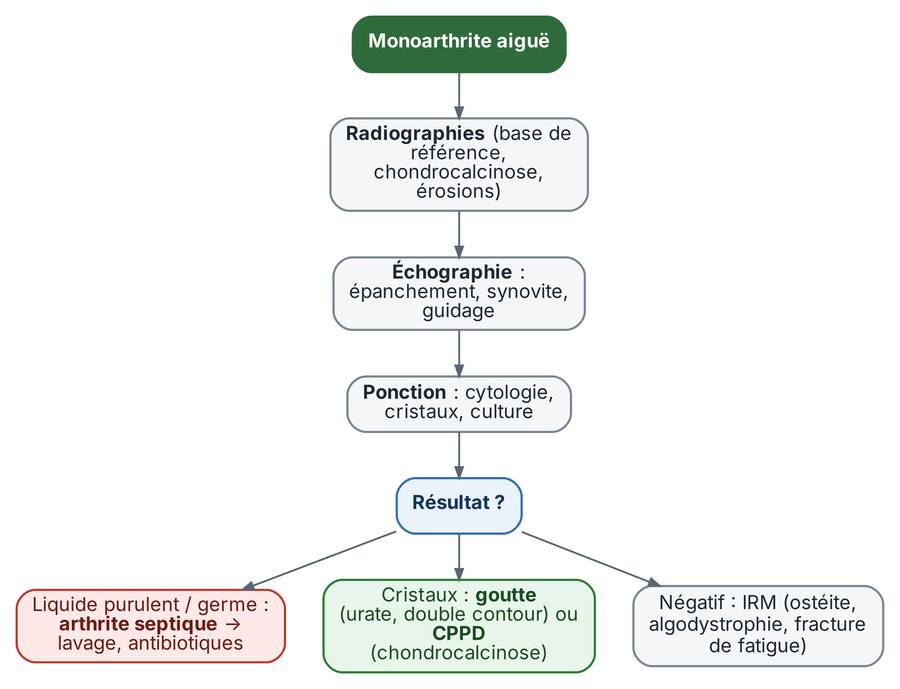 Monoarthrite aiguë
Radiographies (base de
référence,
chondrocalcinose,
érosions)
Échographie :
épanchement, synovite,
guidage
Ponction : cytologie,
cristaux, culture
Résultat ?
Liquide purulent / germe :
arthrite septique →
lavage, antibiotiques
Cristaux : goutte
(urate, double contour) ou
CPPD
(chondrocalcinose)
Négatif : IRM (ostéite,
algodystrophie, fracture
de fatigue)